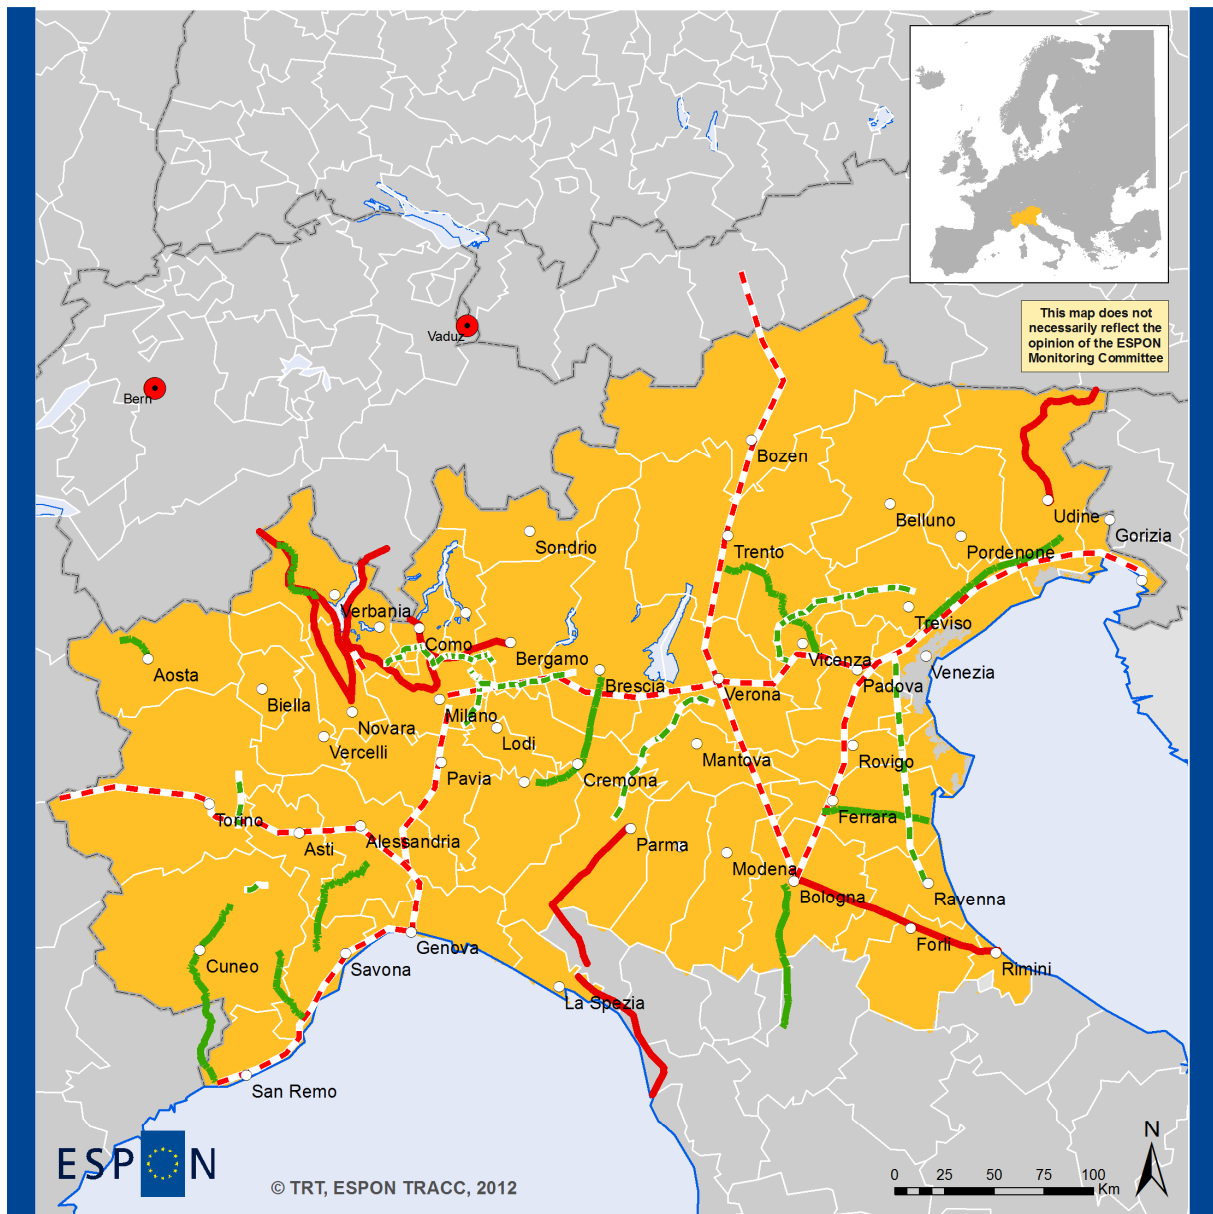 This map does not
necessarily reflect the
opinion of the ESPON
Monitoring Committee
Vaduz
Bern
Bozen
Belluno
Udine
Gorizia
Sondrio
Trento
Pordenone
Verbania
Treviso
Como
Bergamo
Vicenza
Venezia
Aosta
Brescia
Padova
Biella
Verona
Novara
Milano
Vercelli
Lodi
Mantova
Rovigo
Pavia
Cremona
Torino
Ferrara
Asti
Alessandria
Parma
Modena
Bologna
Ravenna
Genova
Forlì
Cuneo
Savona
Rimini
La Spezia
San Remo
N
ESPON
© TRT, ESPON TRACC, 2012
0 25 50 75 100
Km